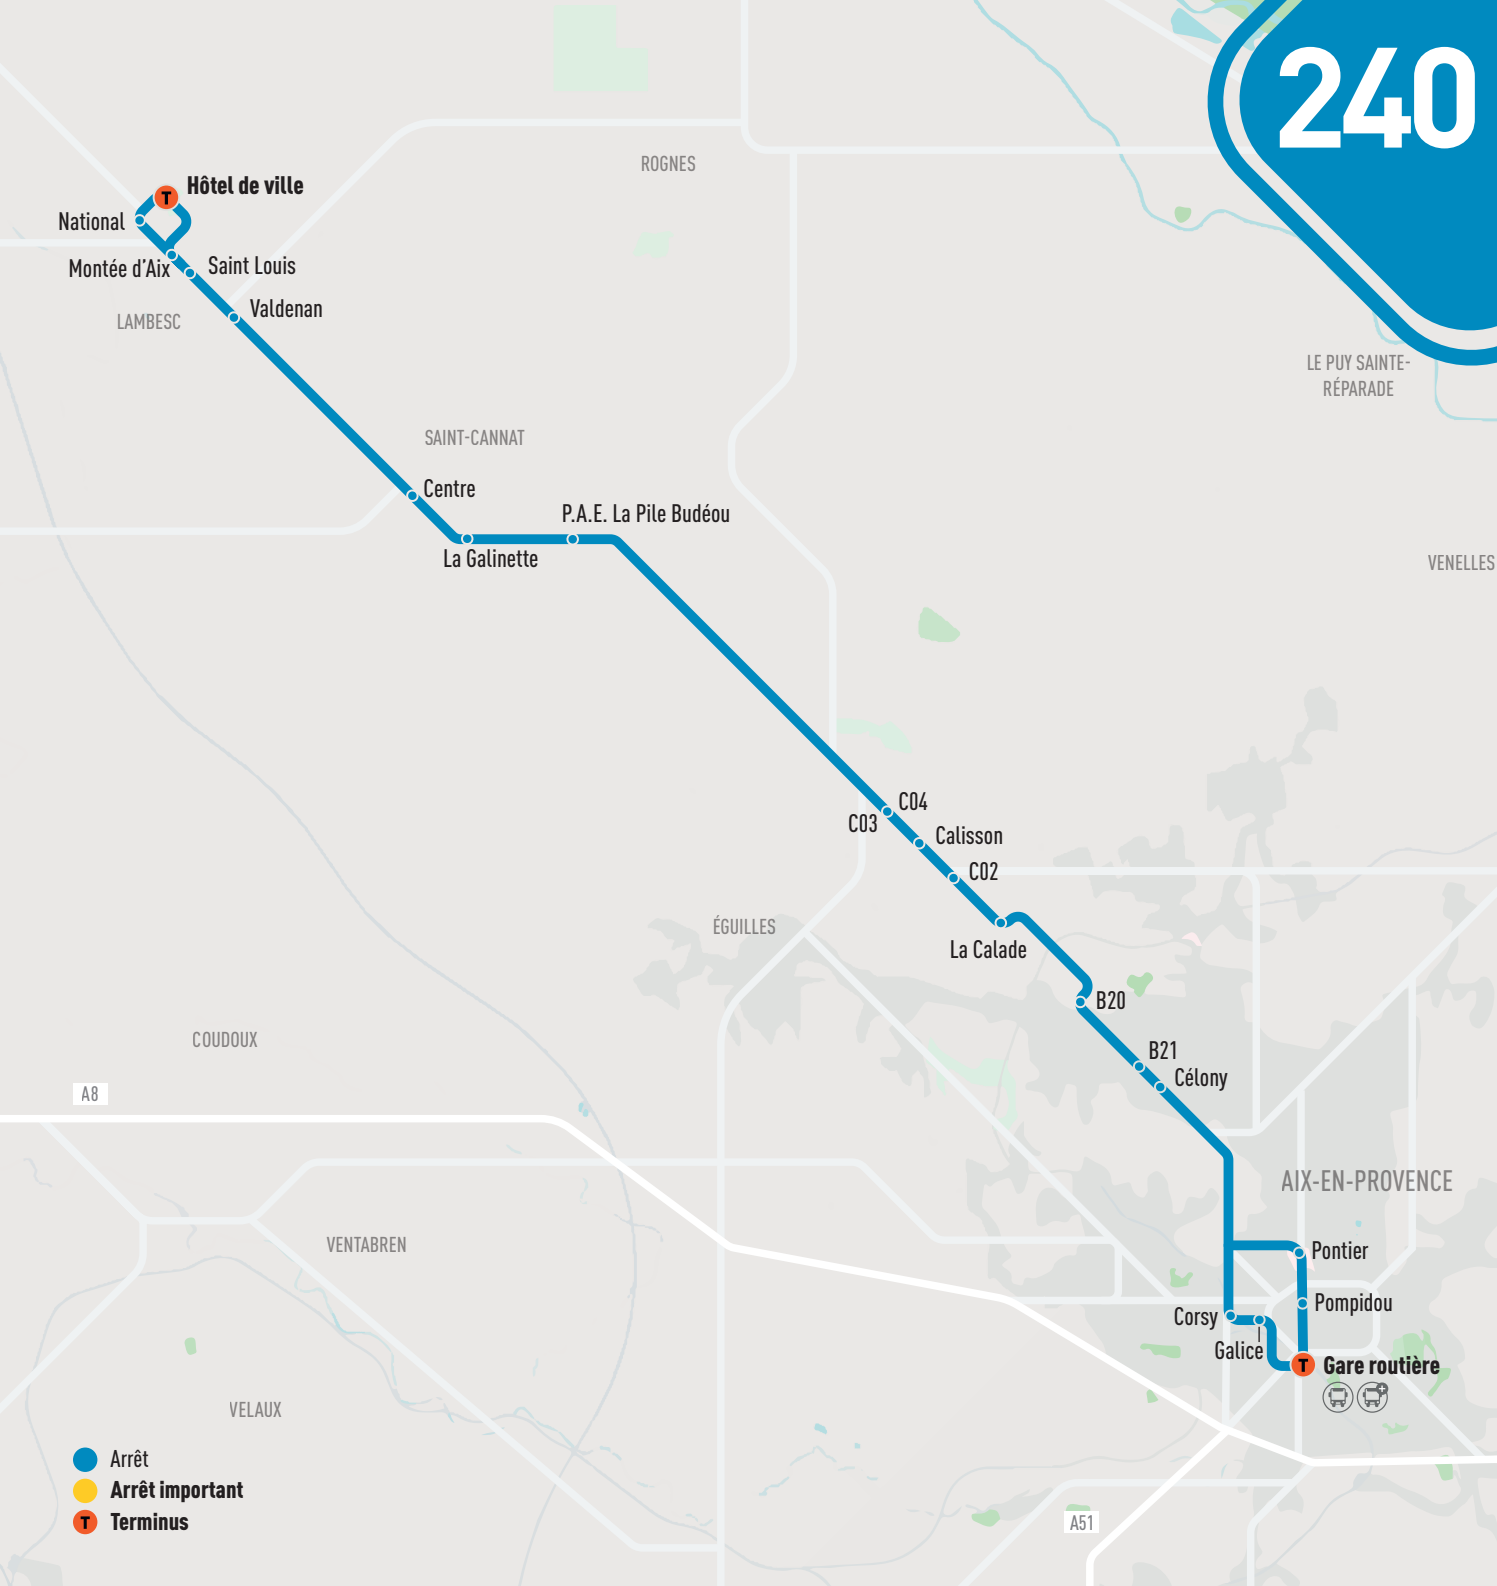 240
ROGNES
Hôtel de ville
National
Montée d'Aix
Saint Louis
Valdenan
LAMBESC
LE PUY SAINTE-
RÉPARADE
SAINT-CANNAT
Centre
P.A.E. La Pile Budéou
La Galinette
VENELLES
C04
C03
Calisson
C02
ÉGUILLES
La Calade
B20
COUDOUX
B21
Célony
A8
AIX-EN-PROVENCE
VENTABREN
Pontier
Pompidou
Corsy
Galice
T
T Gare routière
VELAUX
Arrêt
Arrêt important
T Terminus
A51